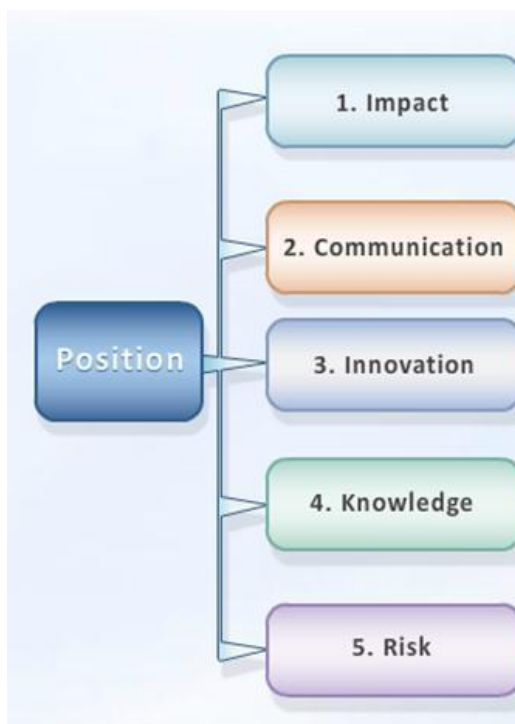 1. Impact
2. Communication
Position
3. Innovation
4. Knowledge
5. Risk